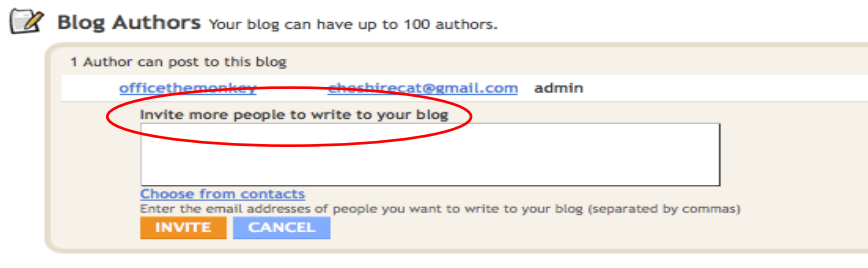 Blog Authors Your blog can have up to 100 authors.
1 Author can post to this blog
officethemonkey cheshirecat@gmail.com admin
Invite more people to write to your blog
Choose from contacts
Enter the email addresses of people you want to write to your blog (separated by commas)
INVITE CANCEL